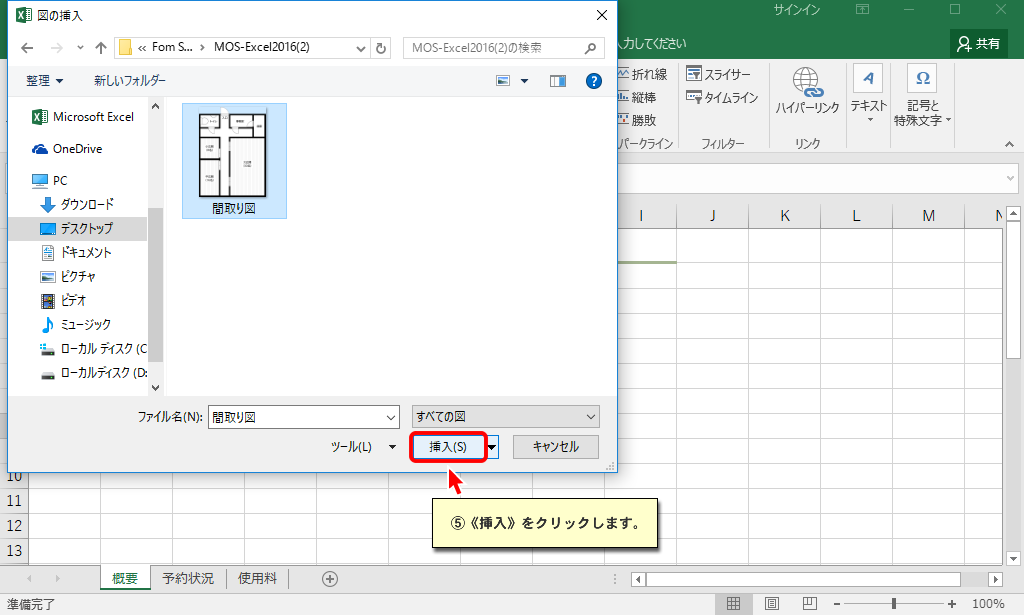 図の挿入
サインイン
« Fom S... > MOS-Excel2016(2)
MOS-Excel2016(2)の検索
入力してください
共有
整理
新しいフォルダー
折れ線
縦棒
勝敗
スライサー
タイムライン
ハイパーリンク
テキスト
記号と
特殊文字
パークライン
フィルター
リンク
Microsoft Excel
OneDrive
PC
ダウンロード
デスクトップ
ドキュメント
ピクチャ
ビデオ
ミュージック
ローカル ディスク (C
ローカルディスク (D:
間取り図
I J K L M N
ファイル名(N):
間取り図
すべての図
ツール(L)
挿入(S)
キャンセル
10
11
12
13
⑤《挿入》をクリックします。
概要
予約状況
使用料
準備完了
100%